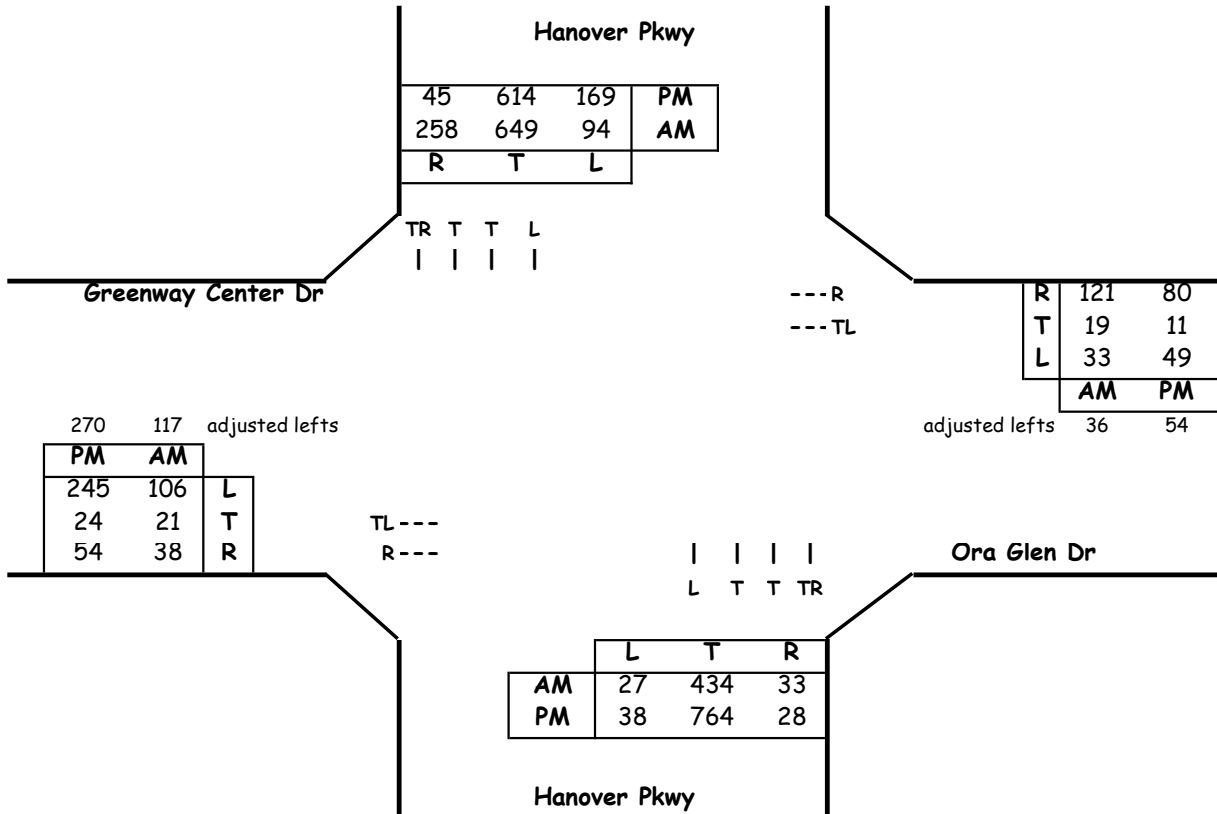 Hanover Pkwy
45 614 169 PM
258 649 94 AM
R T L
TR T T L
Greenway Center Dr
--- R
--- TL
R 121 80
T 19 11
L 33 49
AM PM
adjusted lefts 36 54
270 117 adjusted lefts
PM AM
245 106 L
24 21 T
54 38 R
TL ---
R ---
Ora Glen Dr
L T T TR
L T R
AM 27 434 33
PM 38 764 28
Hanover Pkwy